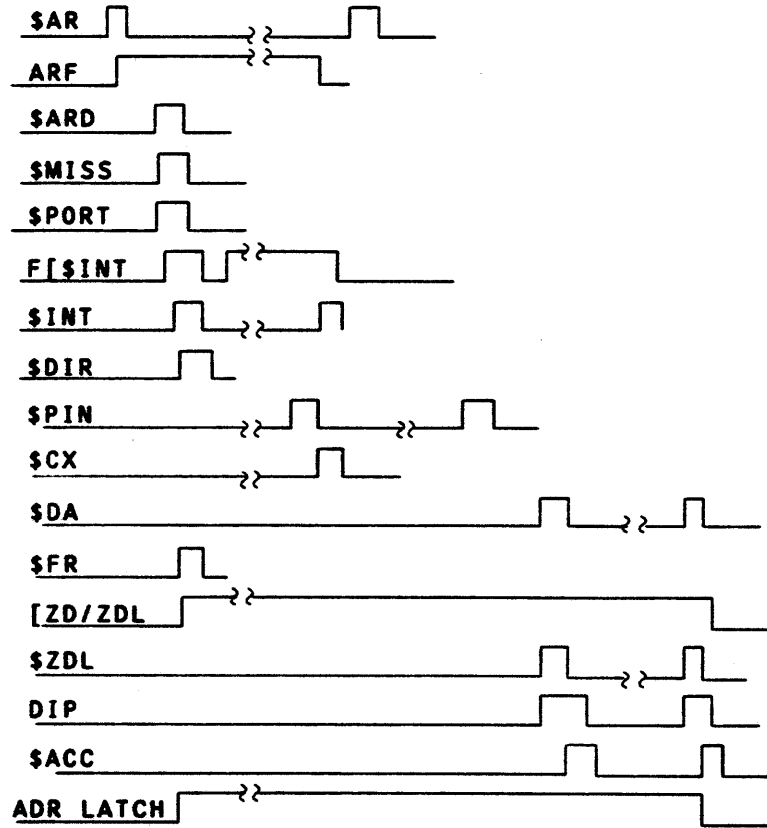 $AR
ARF
$ARD
$MISS
$PORT
F[$INT
$INT
$DIR
$PIN
$CX
$DA
$FR
[ZD/ZDL
$ZDL
DIP
$ACC
ADR LATCH